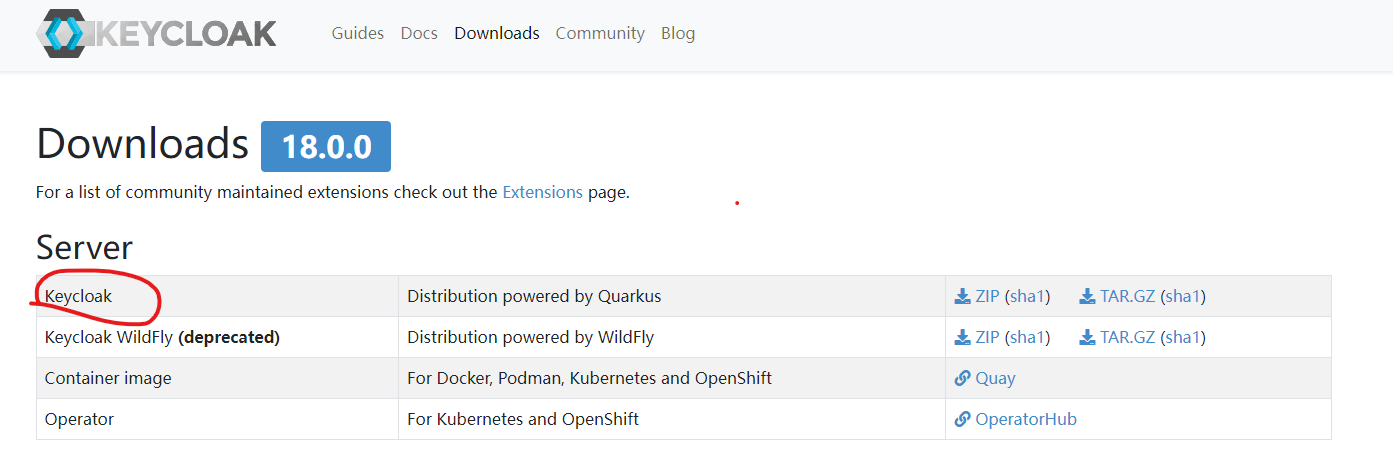 KEYCLOAK Guides Docs Downloads Community Blog
Downloads 18.0.0
For a list of community maintained extensions check out the Extensions page.
Server
Keycloak Distribution powered by Quarkus ZIP (sha1) TAR.GZ (sha1)
Keycloak WildFly (deprecated) Distribution powered by WildFly ZIP (sha1) TAR.GZ (sha1)
Container image For Docker, Podman, Kubernetes and OpenShift Quay
Operator For Kubernetes and OpenShift OperatorHub